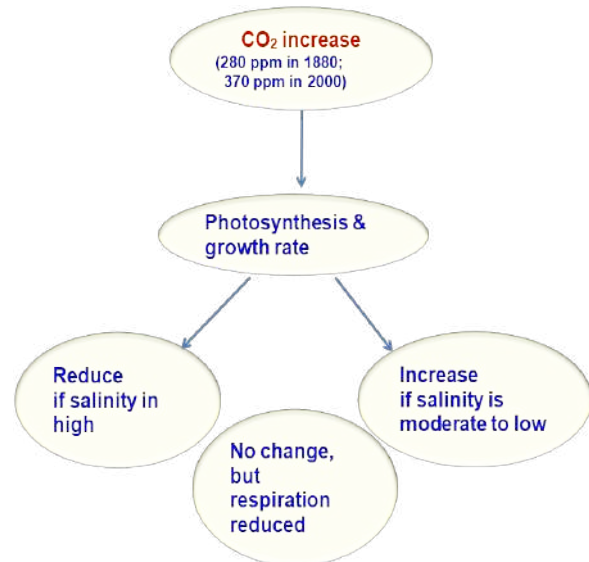 CO₂ increase
(280 ppm in 1880;
370 ppm in 2000)
Photosynthesis &
growth rate
Reduce
if salinity in
high
Increase
if salinity is
moderate to low
No change,
but
respiration
reduced